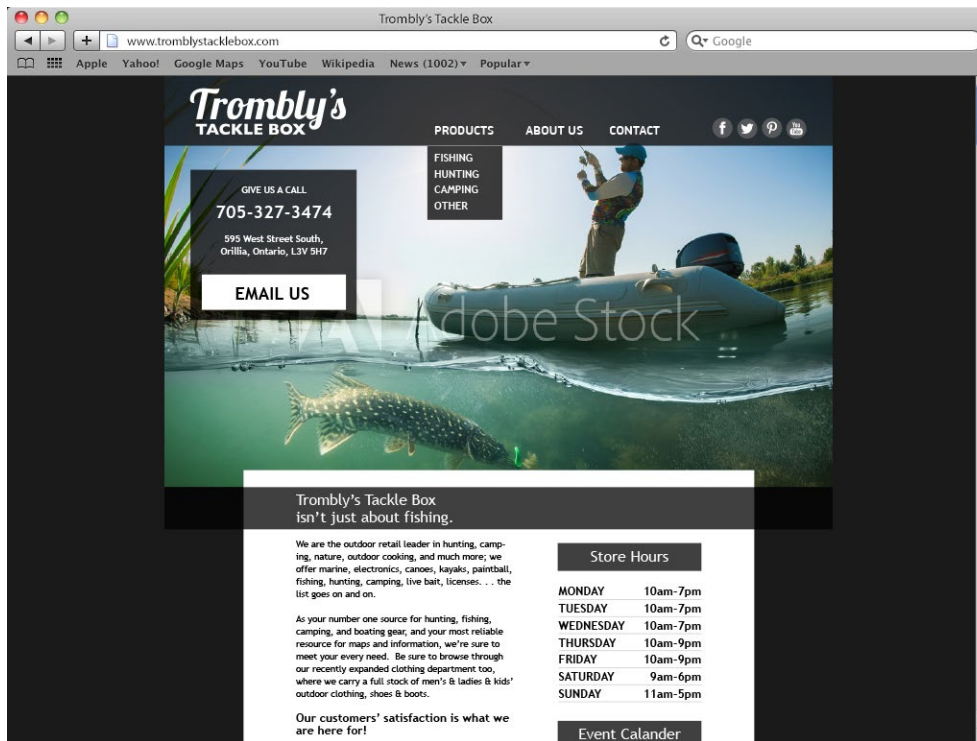 Trombly's Tackle Box
www.tromblystacklebox.com
Google
Apple Yahoo! Google Maps YouTube Wikipedia News (1002) Popular
Trombly's
TACKLE BOX
PRODUCTS ABOUT US CONTACT
f
You
Tube
FISHING
HUNTING
CAMPING
OTHER
GIVE US A CALL
705-327-3474
595 West Street South,
Orillia, Ontario, L3V 5H7
EMAIL US
Adobe Stock
Trombly's Tackle Box
isn't just about fishing.
We are the outdoor retail leader in hunting, camp-
ing, nature, outdoor cooking, and much more; we
offer marine, electronics, canoes, kayaks, paintball,
fishing, hunting, camping, live bait, licenses. . . the
list goes on and on.
As your number one source for hunting, fishing,
camping, and boating gear, and your most reliable
resource for maps and information, we're sure to
meet your every need. Be sure to browse through
our recently expanded clothing department too,
where we carry a full stock of men's & ladies & kids'
outdoor clothing, shoes & boots.
Our customers' satisfaction is what we
are here for!
Store Hours
MONDAY 10am-7pm
TUESDAY 10am-7pm
WEDNESDAY 10am-7pm
THURSDAY 10am-9pm
FRIDAY 10am-9pm
SATURDAY 9am-6pm
SUNDAY 11am-5pm
Event Calander